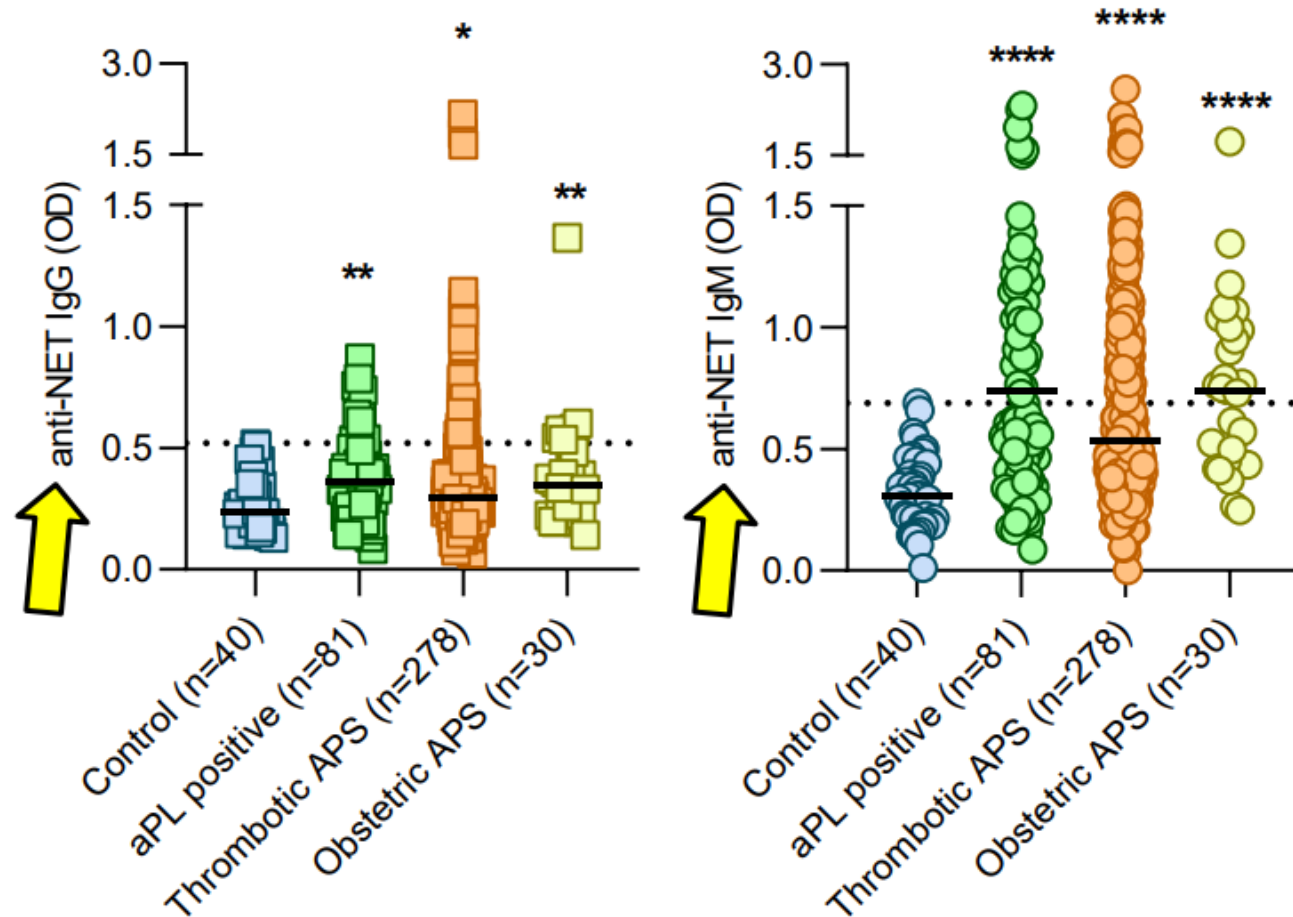 anti-NET IgG (OD)
3.0
1.5
1.5
1.0
0.5
0.0
**
*
**
Control (n=40)
aPL positive (n=81)
Thrombotic APS (n=278)
Obstetric APS (n=30)
anti-NET IgM (OD)
3.0
1.5
1.5
1.0
0.5
0.0
****
****
****
Control (n=40)
aPL positive (n=81)
Thrombotic APS (n=278)
Obstetric APS (n=30)